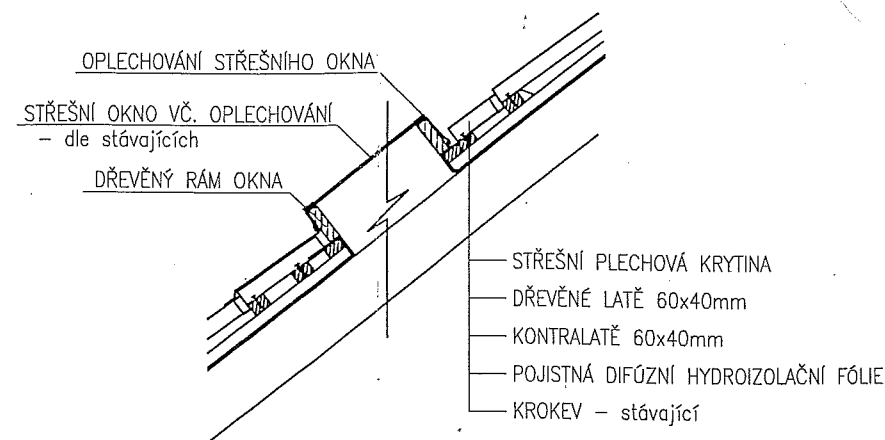 OPLECHOVÁNÍ STŘEŠNÍHO OKNA
STŘEŠNÍ OKNO VČ. OPLECHOVÁNÍ
– dle stávajících
DŘEVĚNÝ RÁM OKNA
STŘEŠNÍ PLECHOVÁ KRYTINA
DŘEVĚNÉ LATĚ 60x40mm
KONTRALATĚ 60x40mm
POJISTNÁ DIFÚZNÍ HYDROIZOLAČNÍ FÓLIE
KROKEV – stávající